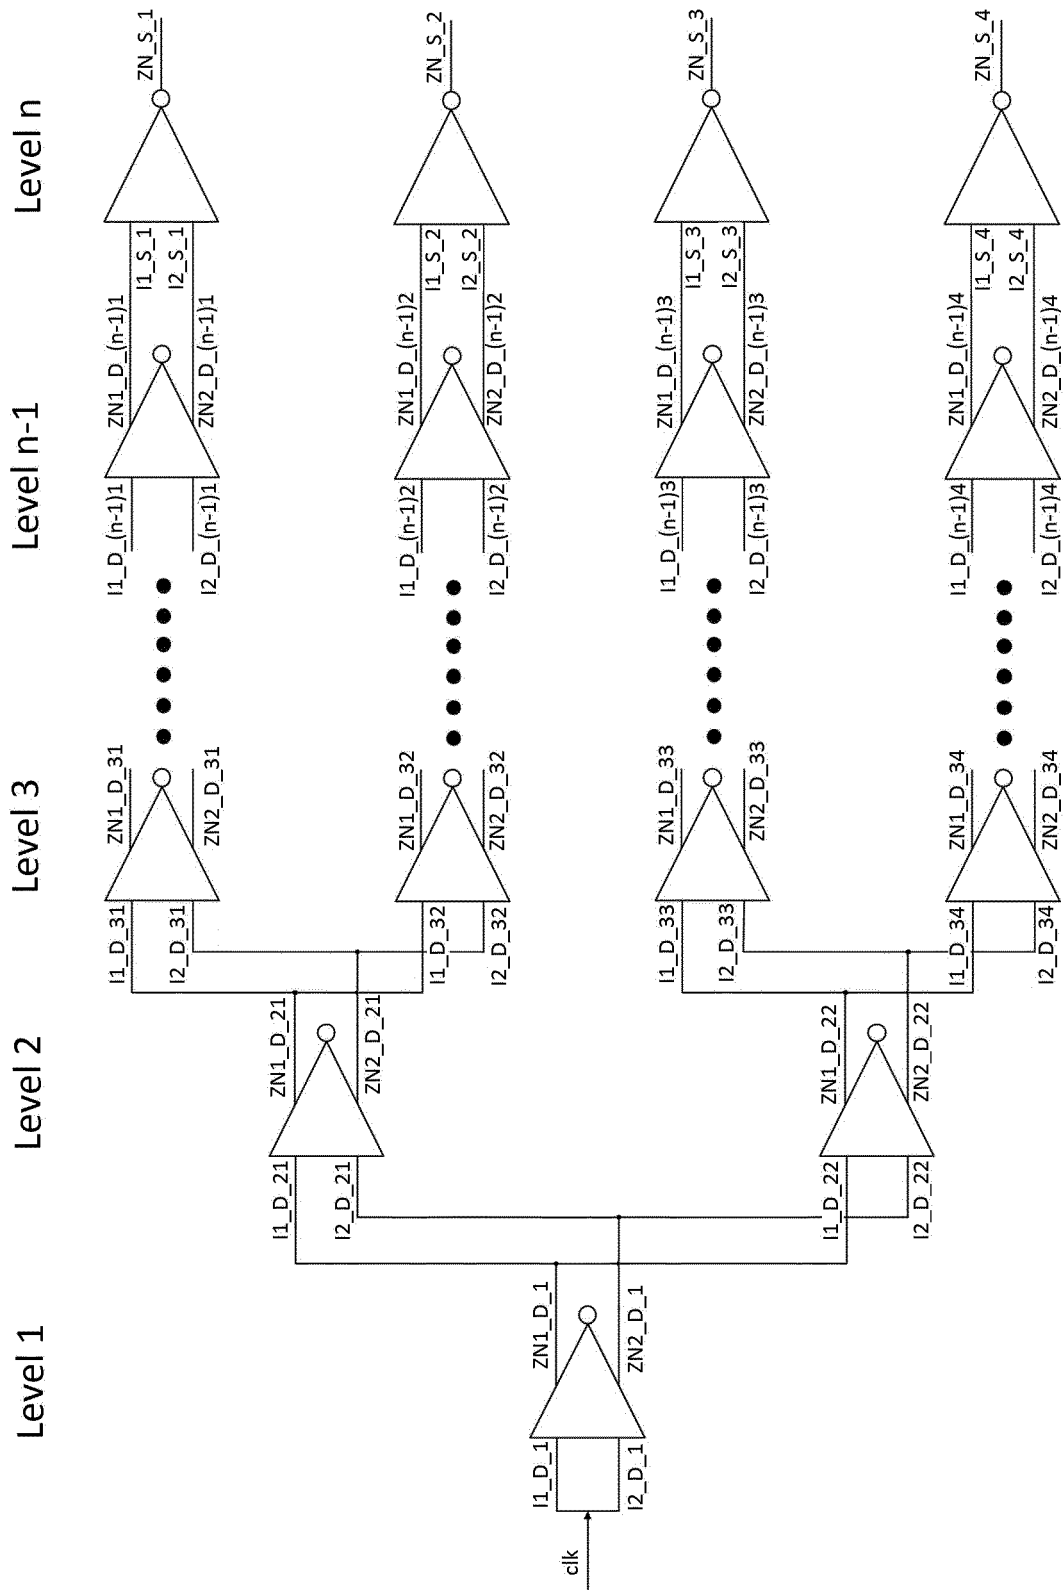 Level 1
Level 2
Level 3
Level n-1
Level n
clk
I1_D_1
I2_D_1
ZN1_D_1
ZN2_D_1
I1_D_21
I2_D_21
ZN1_D_21
ZN2_D_21
I1_D_22
I2_D_22
ZN1_D_22
ZN2_D_22
I1_D_31
I2_D_31
ZN1_D_31
ZN2_D_31
I1_D_32
I2_D_32
ZN1_D_32
ZN2_D_32
I1_D_33
I2_D_33
ZN1_D_33
ZN2_D_33
I1_D_34
I2_D_34
ZN1_D_34
ZN2_D_34
I1_D_(n-1)1
I2_D_(n-1)1
ZN1_D_(n-1)1
ZN2_D_(n-1)1
I1_D_(n-1)2
I2_D_(n-1)2
ZN1_D_(n-1)2
ZN2_D_(n-1)2
I1_D_(n-1)3
I2_D_(n-1)3
ZN1_D_(n-1)3
ZN2_D_(n-1)3
I1_D_(n-1)4
I2_D_(n-1)4
ZN1_D_(n-1)4
ZN2_D_(n-1)4
I1_S_1
I2_S_1
ZN_S_1
I1_S_2
I2_S_2
ZN_S_2
I1_S_3
I2_S_3
ZN_S_3
I1_S_4
I2_S_4
ZN_S_4